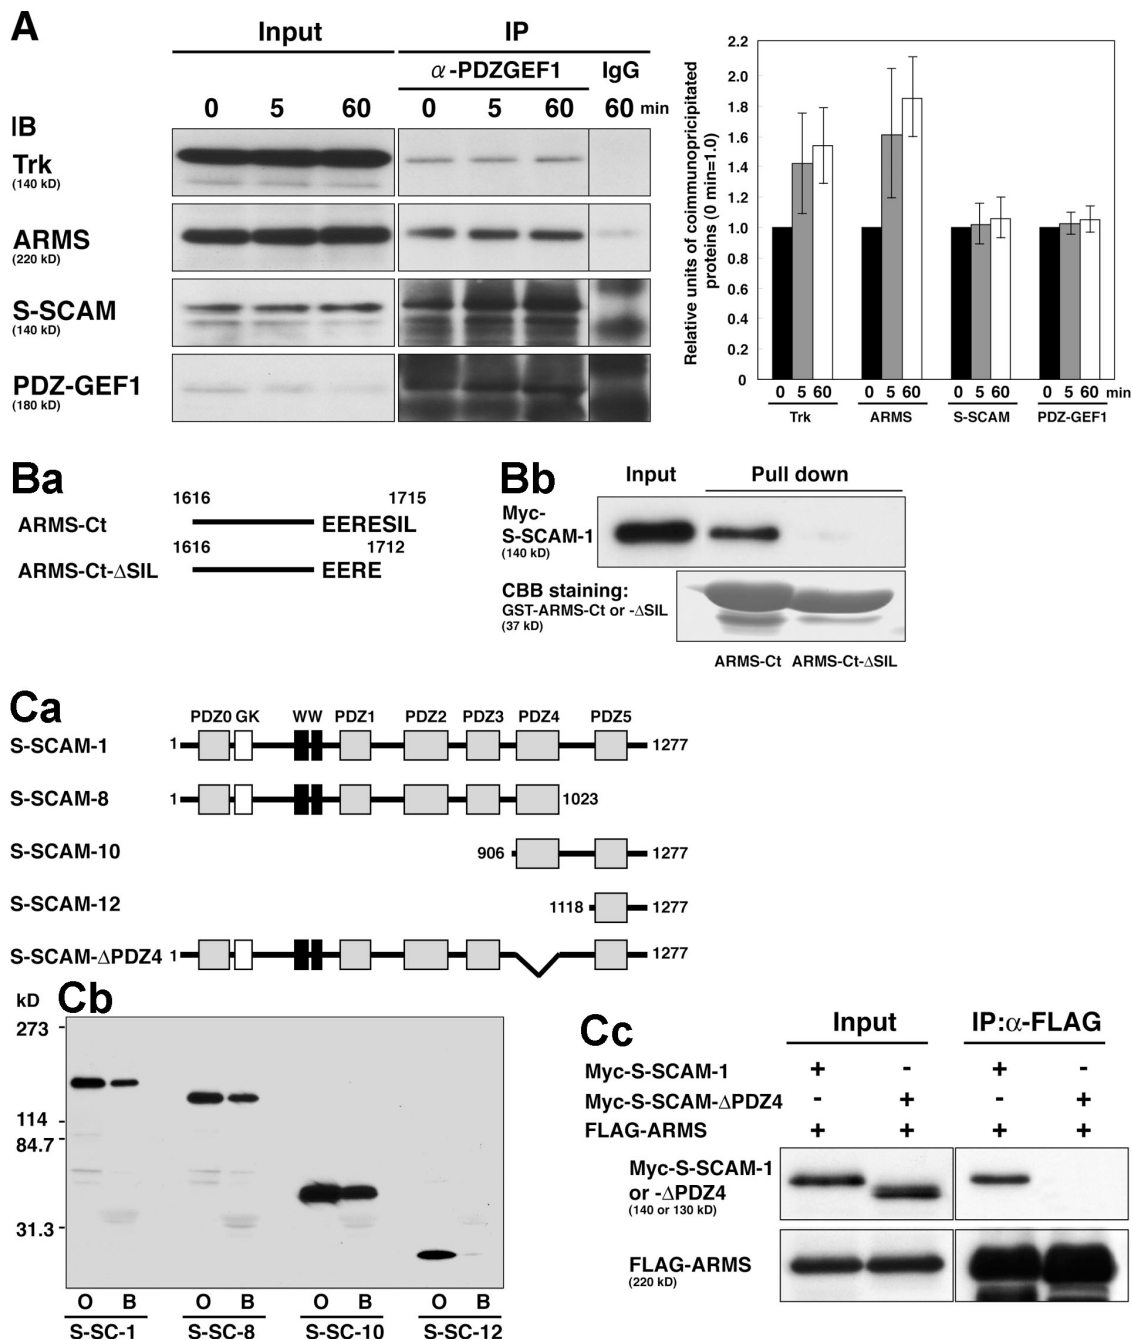 A
Input IP
α-PDZGEF1 IgG
0 5 60 0 5 60 60 min
IB
Trk
(140 kD)
ARMS
(220 kD)
S-SCAM
(140 kD)
PDZ-GEF1
(180 kD)
Relative units of coimmunopricipitated
proteins (0 min=1.0)
2.2
2.0
1.8
1.6
1.4
1.2
1.0
0.8
0.6
0.4
0.2
0
0 5 60 0 5 60 0 5 60 0 5 60 min
Trk ARMS S-SCAM PDZ-GEF1
Ba
1616 1715
ARMS-Ct EERESIL
1616 1712
ARMS-Ct-ΔSIL EERE
Bb
Input Pull down
Myc-
S-SCAM-1
(140 kD)
CBB staining:
GST-ARMS-Ct or -ΔSIL
(37 kD)
ARMS-Ct ARMS-Ct-ΔSIL
Ca
PDZ0 GK WW PDZ1 PDZ2 PDZ3 PDZ4 PDZ5
S-SCAM-1 1 1277
S-SCAM-8 1 1023
S-SCAM-10 906 1277
S-SCAM-12 1118 1277
S-SCAM-ΔPDZ4 1 1277
Cb
kD
273
114
84.7
31.3
O B O B O B O B
S-SC-1 S-SC-8 S-SC-10 S-SC-12
Cc
Input IP:α-FLAG
Myc-S-SCAM-1 + - + -
Myc-S-SCAM-ΔPDZ4 - + - +
FLAG-ARMS + + + +
Myc-S-SCAM-1
or -ΔPDZ4
(140 or 130 kD)
FLAG-ARMS
(220 kD)